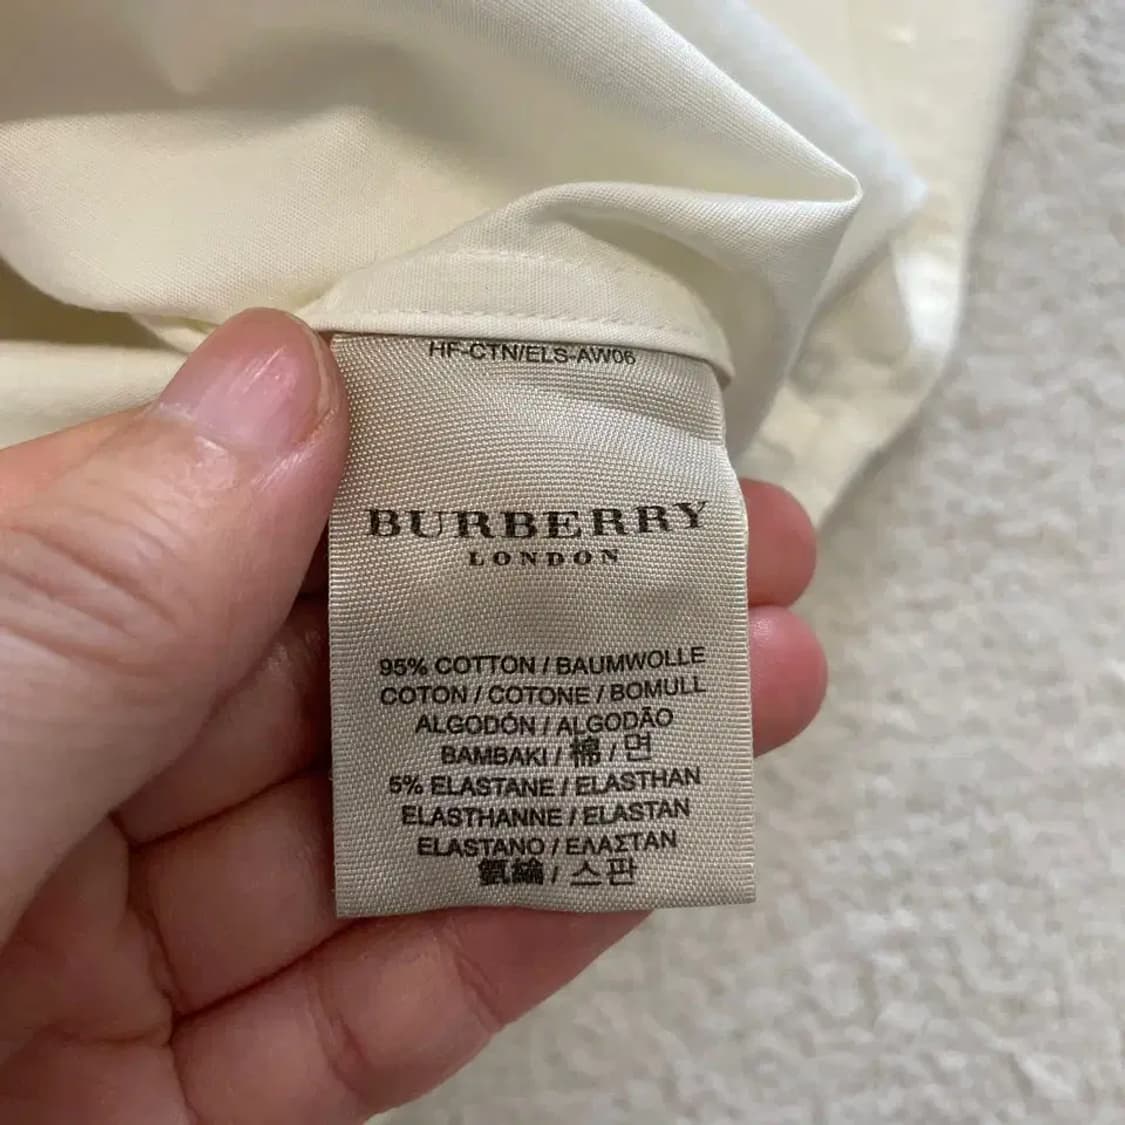 HF-CTN/ELS-AW06
BURBERRY
LONDON
95% COTTON / BAUMWOLLE
COTON / COTONE / BOMULL
ALGODÓN / ALGODÃO
BAMBAKI / 棉 / 면
5% ELASTANE / ELASTHAN
ELASTHANNE / ELASTAN
ELASTANO / ΕΛΑΣΤΑΝ
氨綸 / 스판